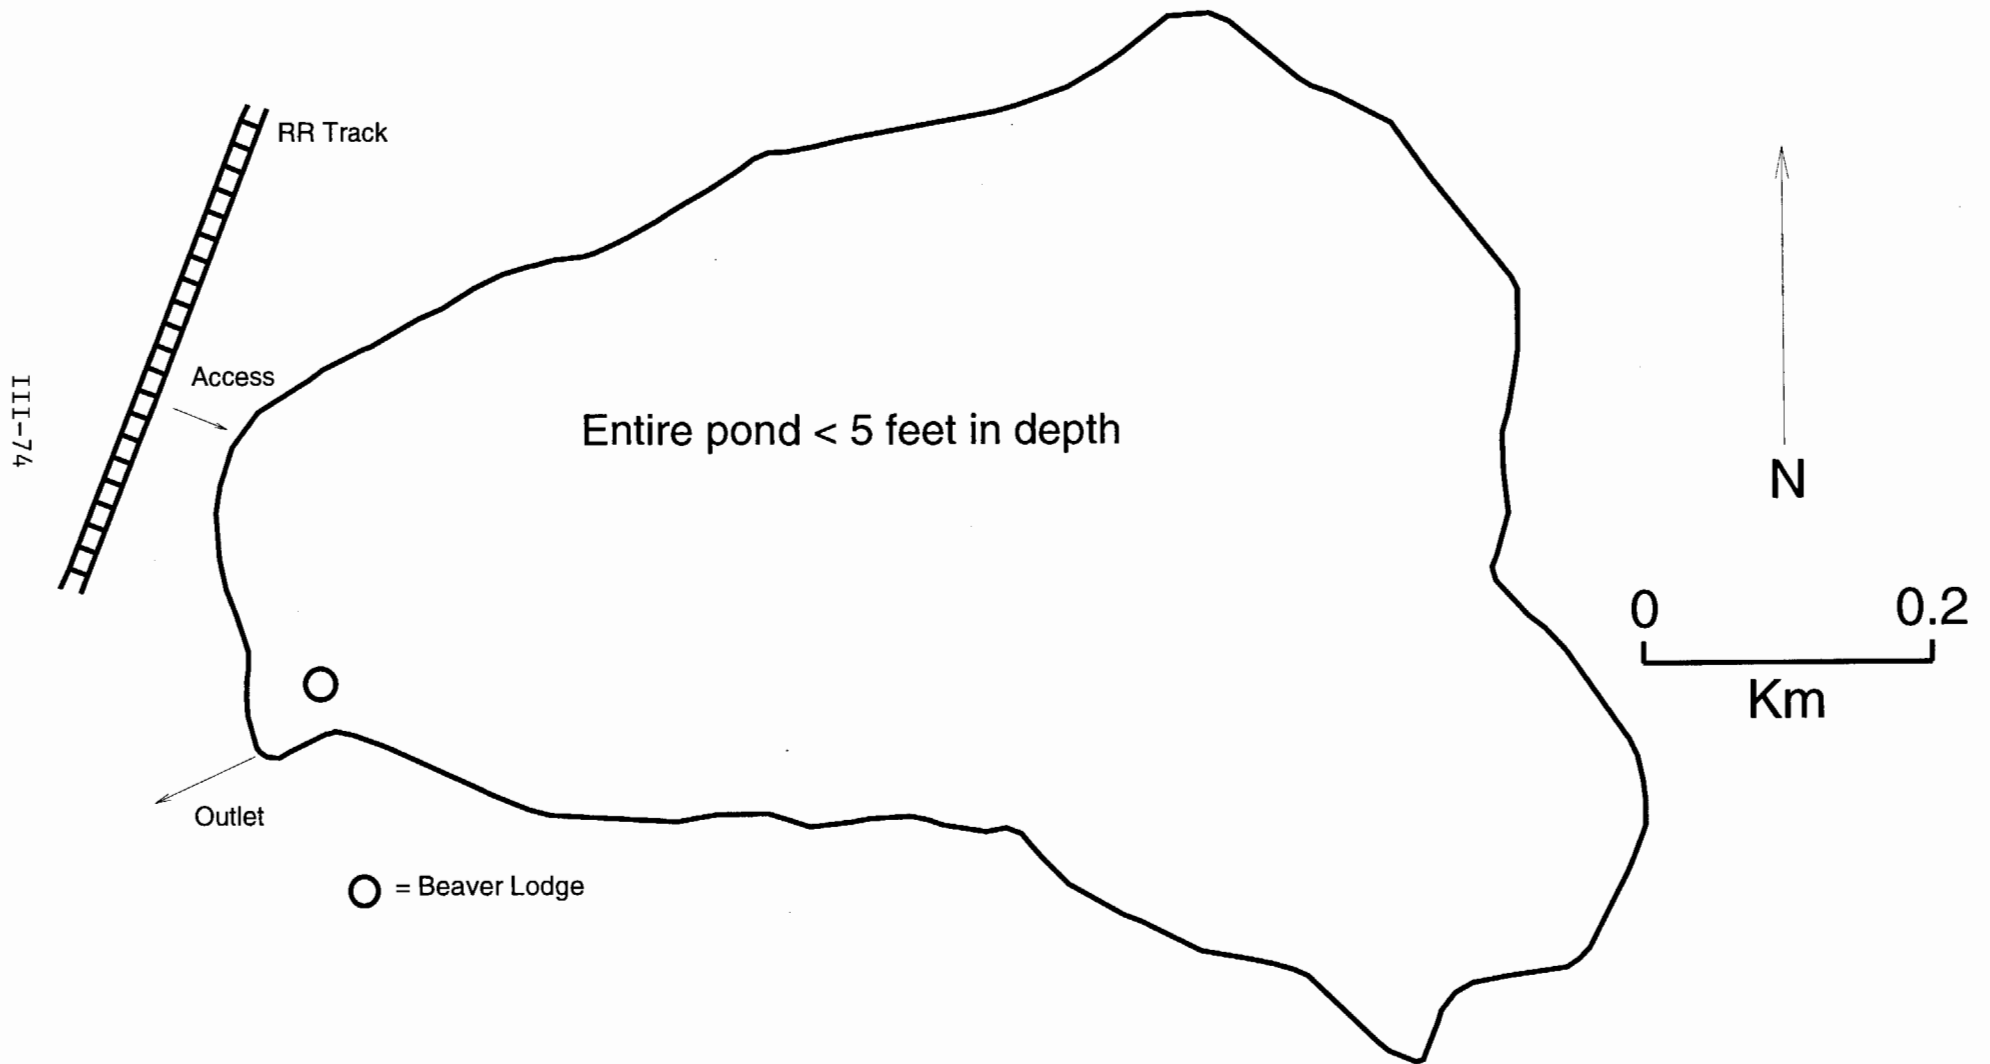 RR Track
Access
III-74
Entire pond < 5 feet in depth
N
0 0.2
Km
Outlet
= Beaver Lodge